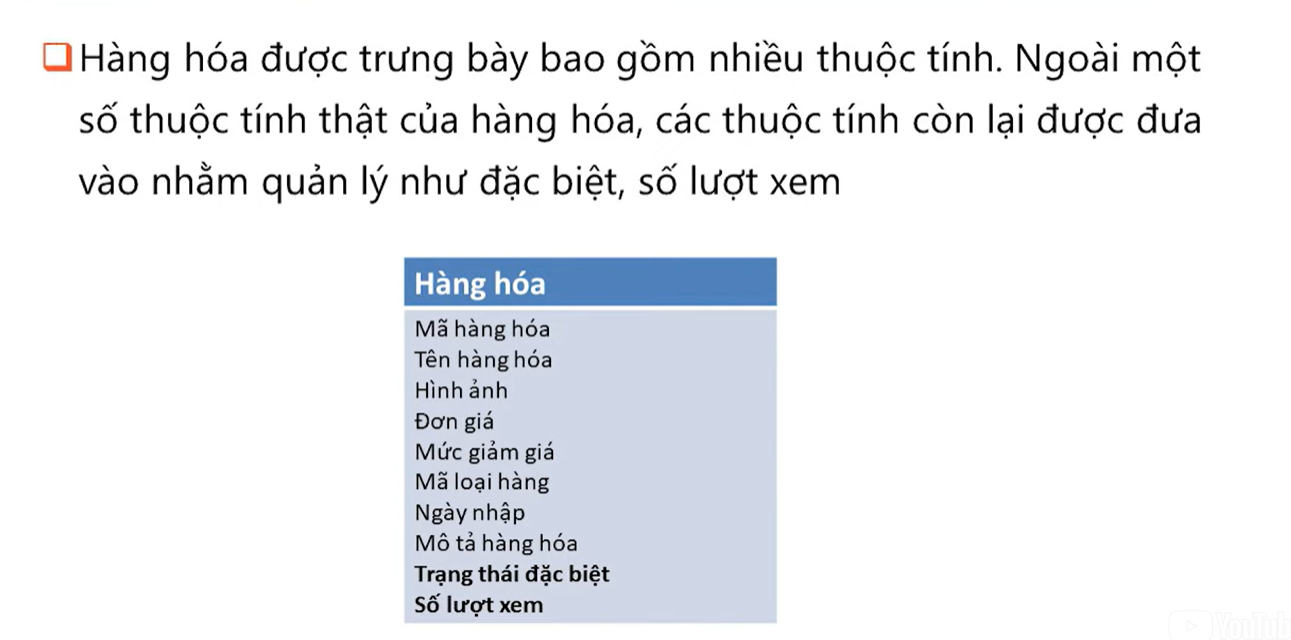 Hàng hóa được trưng bày bao gồm nhiều thuộc tính. Ngoài một
số thuộc tính thật của hàng hóa, các thuộc tính còn lại được đưa
vào nhằm quản lý như đặc biệt, số lượt xem
Hàng hóa
Mã hàng hóa
Tên hàng hóa
Hình ảnh
Đơn giá
Mức giảm giá
Mã loại hàng
Ngày nhập
Mô tả hàng hóa
Trạng thái đặc biệt
Số lượt xem
YouTub